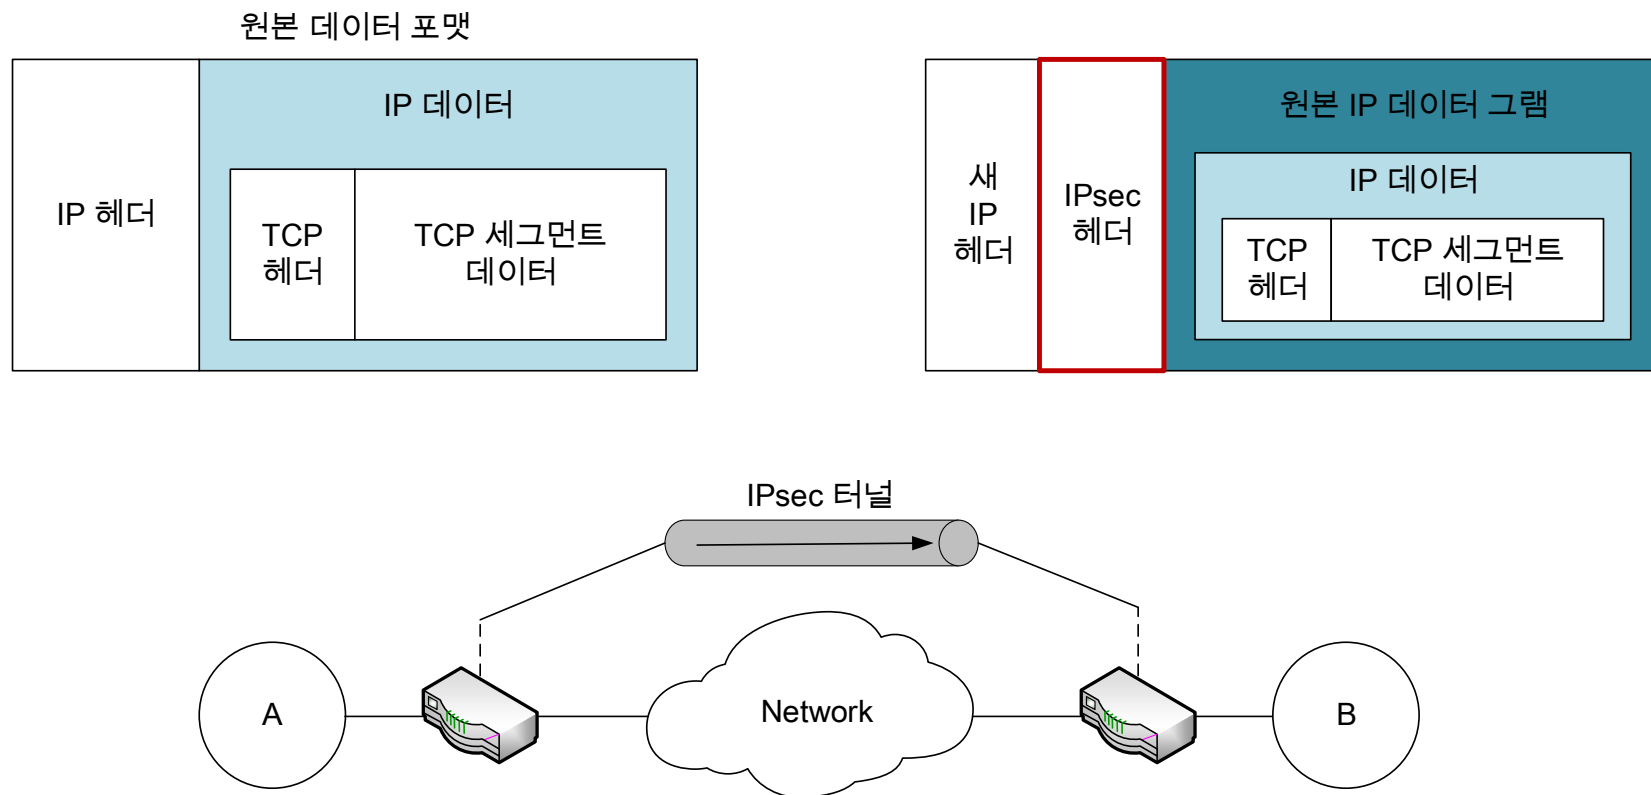 원본 데이터 포맷
IP 헤더
IP 데이터
TCP
헤더
TCP 세그먼트
데이터
새
IP
헤더
IPsec
헤더
원본 IP 데이터 그램
IP 데이터
TCP
헤더
TCP 세그먼트
데이터
IPsec 터널
A
Network
B